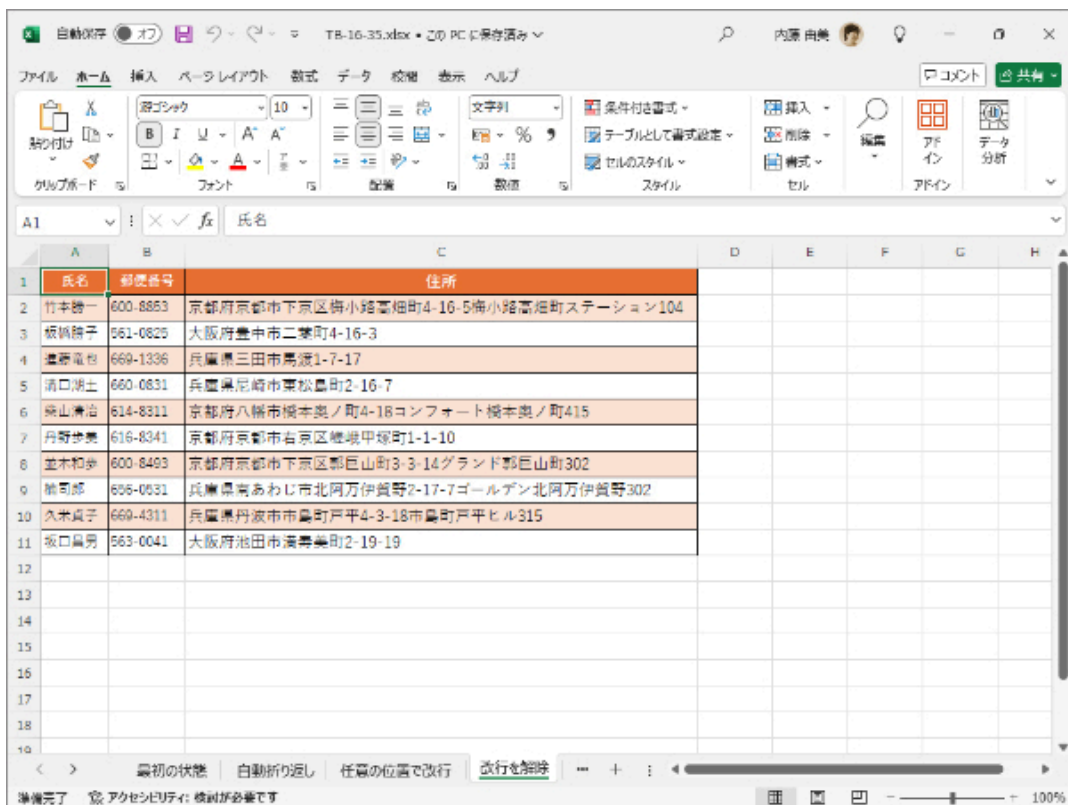 自動保存 オフ TB-16-35.xlsx • この PC に保存済み 内藤 由美
ファイル ホーム 挿入 ページ レイアウト 数式 データ 校閲 表示 ヘルプ コメント 共有
貼り付け 游ゴシック 10 文字列 条件付き書式 挿入 編集 アド データ
B I U A A % テーブルとして書式設定 削除 イン 分析
A セルのスタイル 書式
クリップボード フォント 配置 数値 スタイル セル アドイン
A1 fx 氏名
A B C D E F G H
1 氏名 郵便番号 住所
2 竹本勝一 600-8853 京都府京都市下京区梅小路高畑町4-16-5梅小路高畑町ステーション104
3 板橋勝子 561-0825 大阪府豊中市二葉町4-16-3
4 進藤竜也 669-1336 兵庫県三田市馬渡1-7-17
5 溝口湖土 660-0831 兵庫県尼崎市東松島町2-16-7
6 柴山清治 614-8311 京都府八幡市橋本奥ノ町4-18コンフォート橋本奥ノ町415
7 丹野歩美 616-8341 京都府京都市右京区嵯峨甲塚町1-1-10
8 並木和歩 600-8493 京都府京都市下京区郭巨山町3-3-14グランド郭巨山町302
9 656-0531 兵庫県南あわじ市北阿万伊賀野2-17-7ゴールデン北阿万伊賀野302
10 久米貞子 669-4311 兵庫県丹波市市島町戸平4-3-18市島町戸平ビル315
11 坂口昌男 563-0041 大阪府池田市満寿美町2-19-19
12
13
14
15
16
17
18
19
最初の状態 自動折り返し 任意の位置で改行 改行を解除
準備完了 アクセシビリティ: 検討が必要です 100%